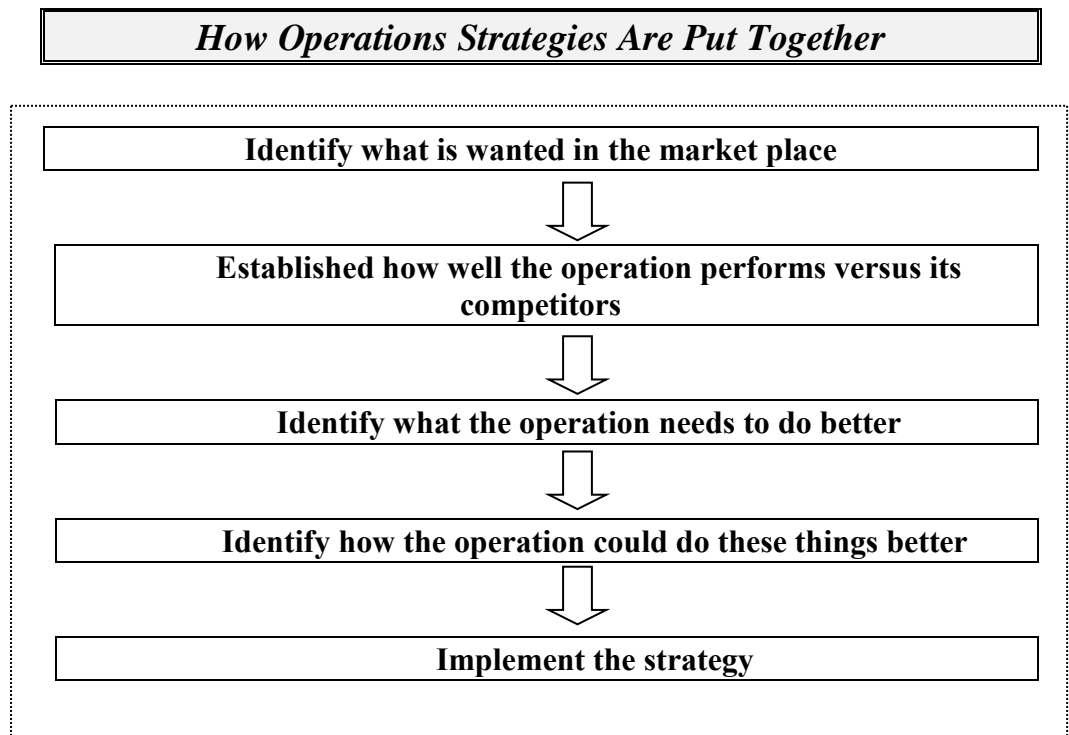 How Operations Strategies Are Put Together
Identify what is wanted in the market place
Established how well the operation performs versus its
competitors
Identify what the operation needs to do better
Identify how the operation could do these things better
Implement the strategy